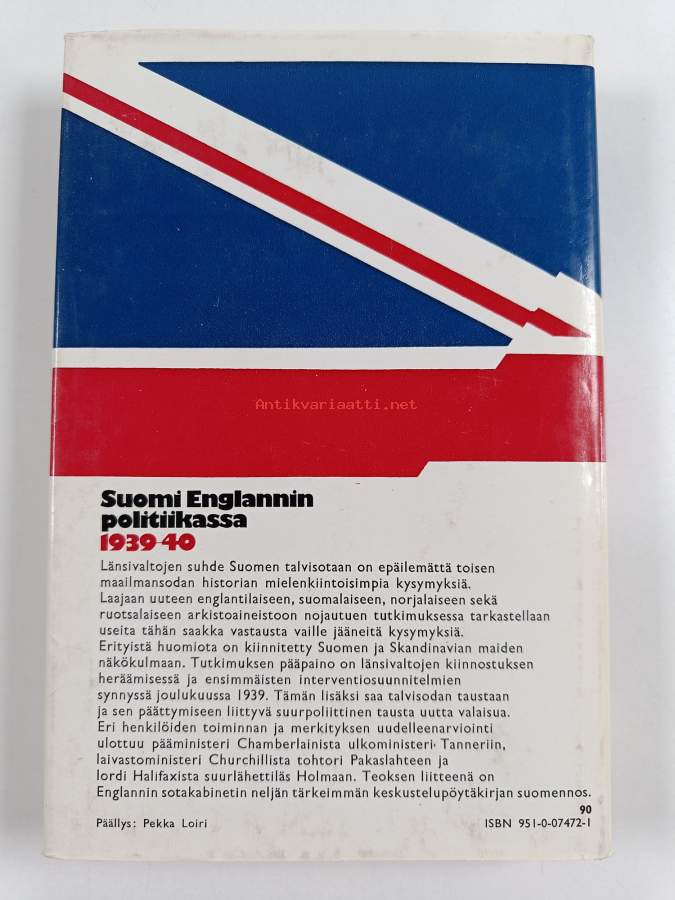 Antikvariaatti.net
Suomi Englannin
politiikassa
1939-40
Länsivaltojen suhde Suomen talvisotaan on epäilemättä toisen
maailmansodan historian mielenkiintoisimpia kysymyksiä.
Laajaan uuteen englantilaiseen, suomalaiseen, norjalaiseen sekä
ruotsalaiseen arkistoaineistoon nojautuen tutkimuksessa tarkastellaan
useita tähän saakka vastausta vaille jääneitä kysymyksiä.
Erityistä huomiota on kiinnitetty Suomen ja Skandinavian maiden
näkökulmaan. Tutkimuksen pääpaino on länsivaltojen kiinnostuksen
heräämisessä ja ensimmäisten interventiosuunnitelmien
synnyssä joulukuussa 1939. Tämän lisäksi saa talvisodan taustaan
ja sen päättymiseen liittyvä suurpoliittinen tausta uutta valaisua.
Eri henkilöiden toiminnan ja merkityksen uudelleenarviointi
ulottuu pääministeri Chamberlainista ulkoministeri Tanneriin,
laivastoministeri Churchillista tohtori Pakaslahteen ja
lordi Halifaxista suurlähettiläs Holmaan. Teoksen liitteenä on
Englannin sotakabinetin neljän tärkeimmän keskustelupöytäkirjan suomennos.
90
Päällys: Pekka Loiri ISBN 951-0-07472-1